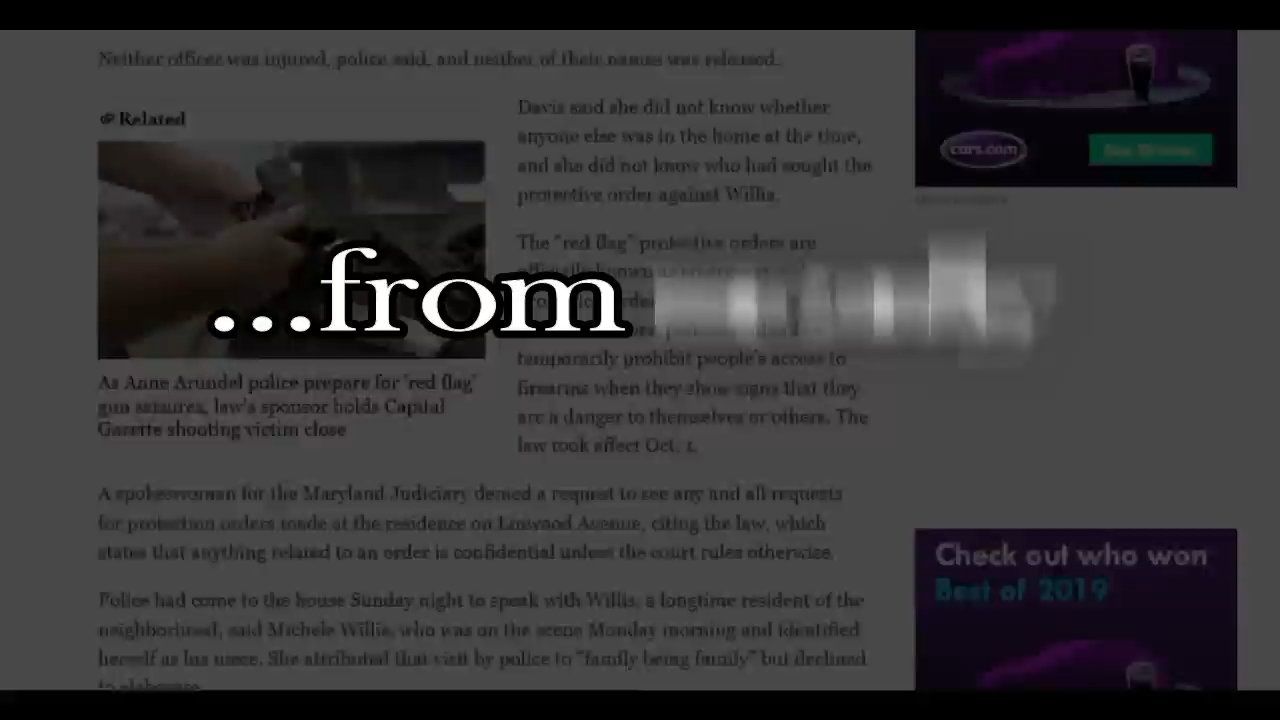 Neither officer was injured, police said, and neither of their names was released.
Related
As Anne Arundel police prepare for 'red flag'
gun seizures, law's sponsor holds Capital
Gazette shooting victim close
Davis said she did not know whether
anyone else was in the home at the time,
and she did not know who had sought the
protective order against Willis.
The "red flag" protective orders are
temporarily prohibit people's access to
firearms when they show signs that they
are a danger to themselves or others. The
law took effect Oct. 1.
...from
A spokeswoman for the Maryland Judiciary denied a request to see any and all requests
for protection orders made at the residence on Linwood Avenue, citing the law, which
states that anything related to an order is confidential unless the court rules otherwise.
Police had come to the house Sunday night to speak with Willis, a longtime resident of the
neighborhood, said Michele Willis, who was on the scene Monday morning and identified
herself as his niece. She attributed that visit by police to "family being family" but declined
to elaborate.
cars.com
Check out who won
Best of 2019